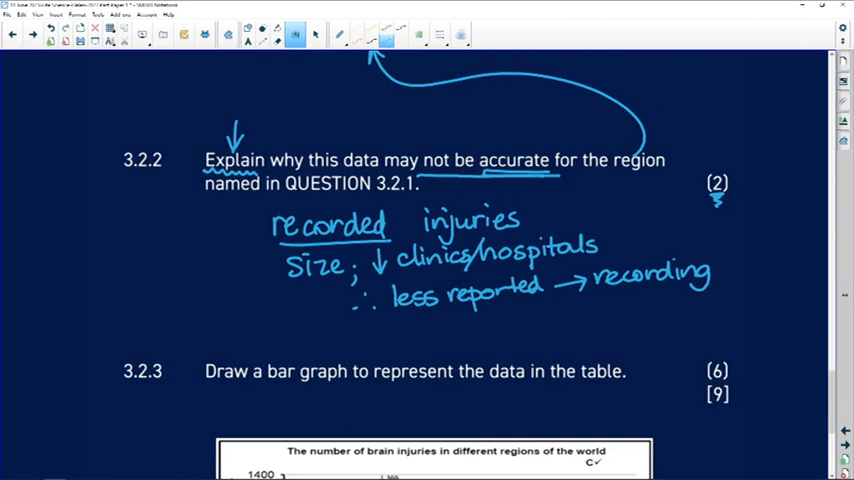 File Edit View Insert Format Tools Add-ons Account Help
3.2.2 Explain why this data may not be accurate for the region
named in QUESTION 3.2.1. (2)
recorded injuries
size; ↓ clinics/hospitals
∴ less reported → recording
3.2.3 Draw a bar graph to represent the data in the table. (6)
[9]
The number of brain injuries in different regions of the world
C✓
1400